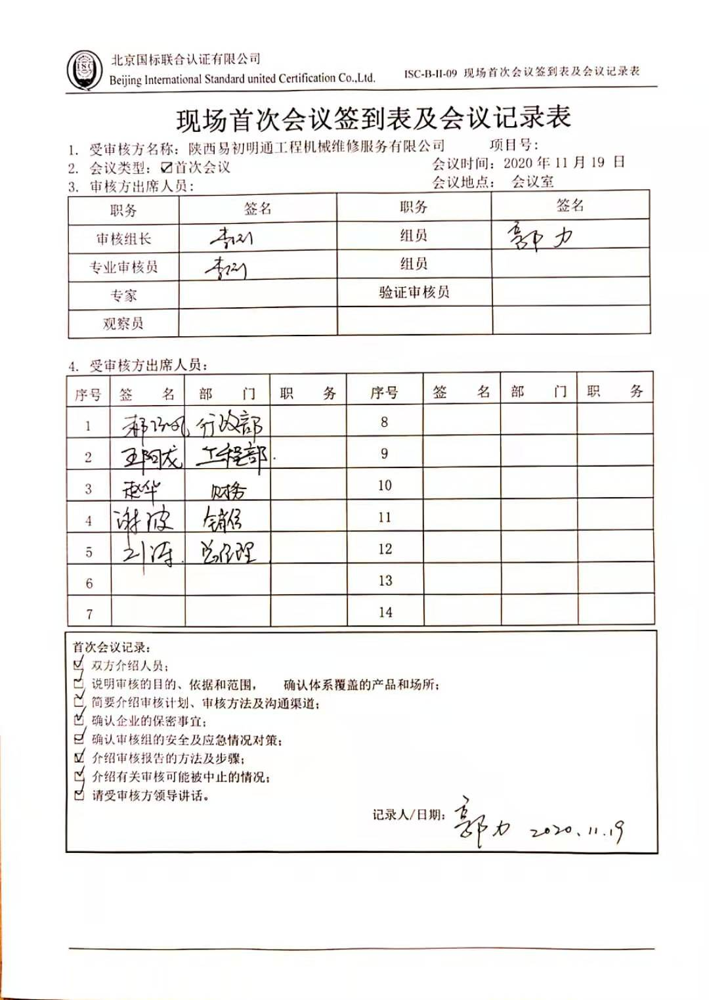 北京国标联合认证有限公司
Beijing International Standard united Certification Co.,Ltd.
ISC-B-II-09 现场首次会议签到表及会议记录表
ISC
现场首次会议签到表及会议记录表
1. 受审核方名称：陕西易初明通工程机械维修服务有限公司 项目号：
2. 会议类型：☑首次会议 会议时间：2020 年 11 月 19 日
3. 审核方出席人员： 会议地点： 会议室
职务 签名 职务 签名
审核组长 组员 郭力
专业审核员 组员
专家 验证审核员
观察员
4. 受审核方出席人员：
序号 签 名 部 门 职 务 序号 签 名 部 门 职 务
1 行政部 8
2 王阳龙 工程部 9
3 赵华 财务 10
4 谢波 销售 11
5 刘涛 总经理 12
6 13
7 14
首次会议记录：
☑ 双方介绍人员；
☑ 说明审核的目的、依据和范围， 确认体系覆盖的产品和场所；
☑ 简要介绍审核计划、审核方法及沟通渠道；
☑ 确认企业的保密事宜；
☑ 确认审核组的安全及应急情况对策；
☑ 介绍审核报告的方法及步骤；
☑ 介绍有关审核可能被中止的情况；
☑ 请受审核方领导讲话。
记录人/日期：郭力 2020.11.19